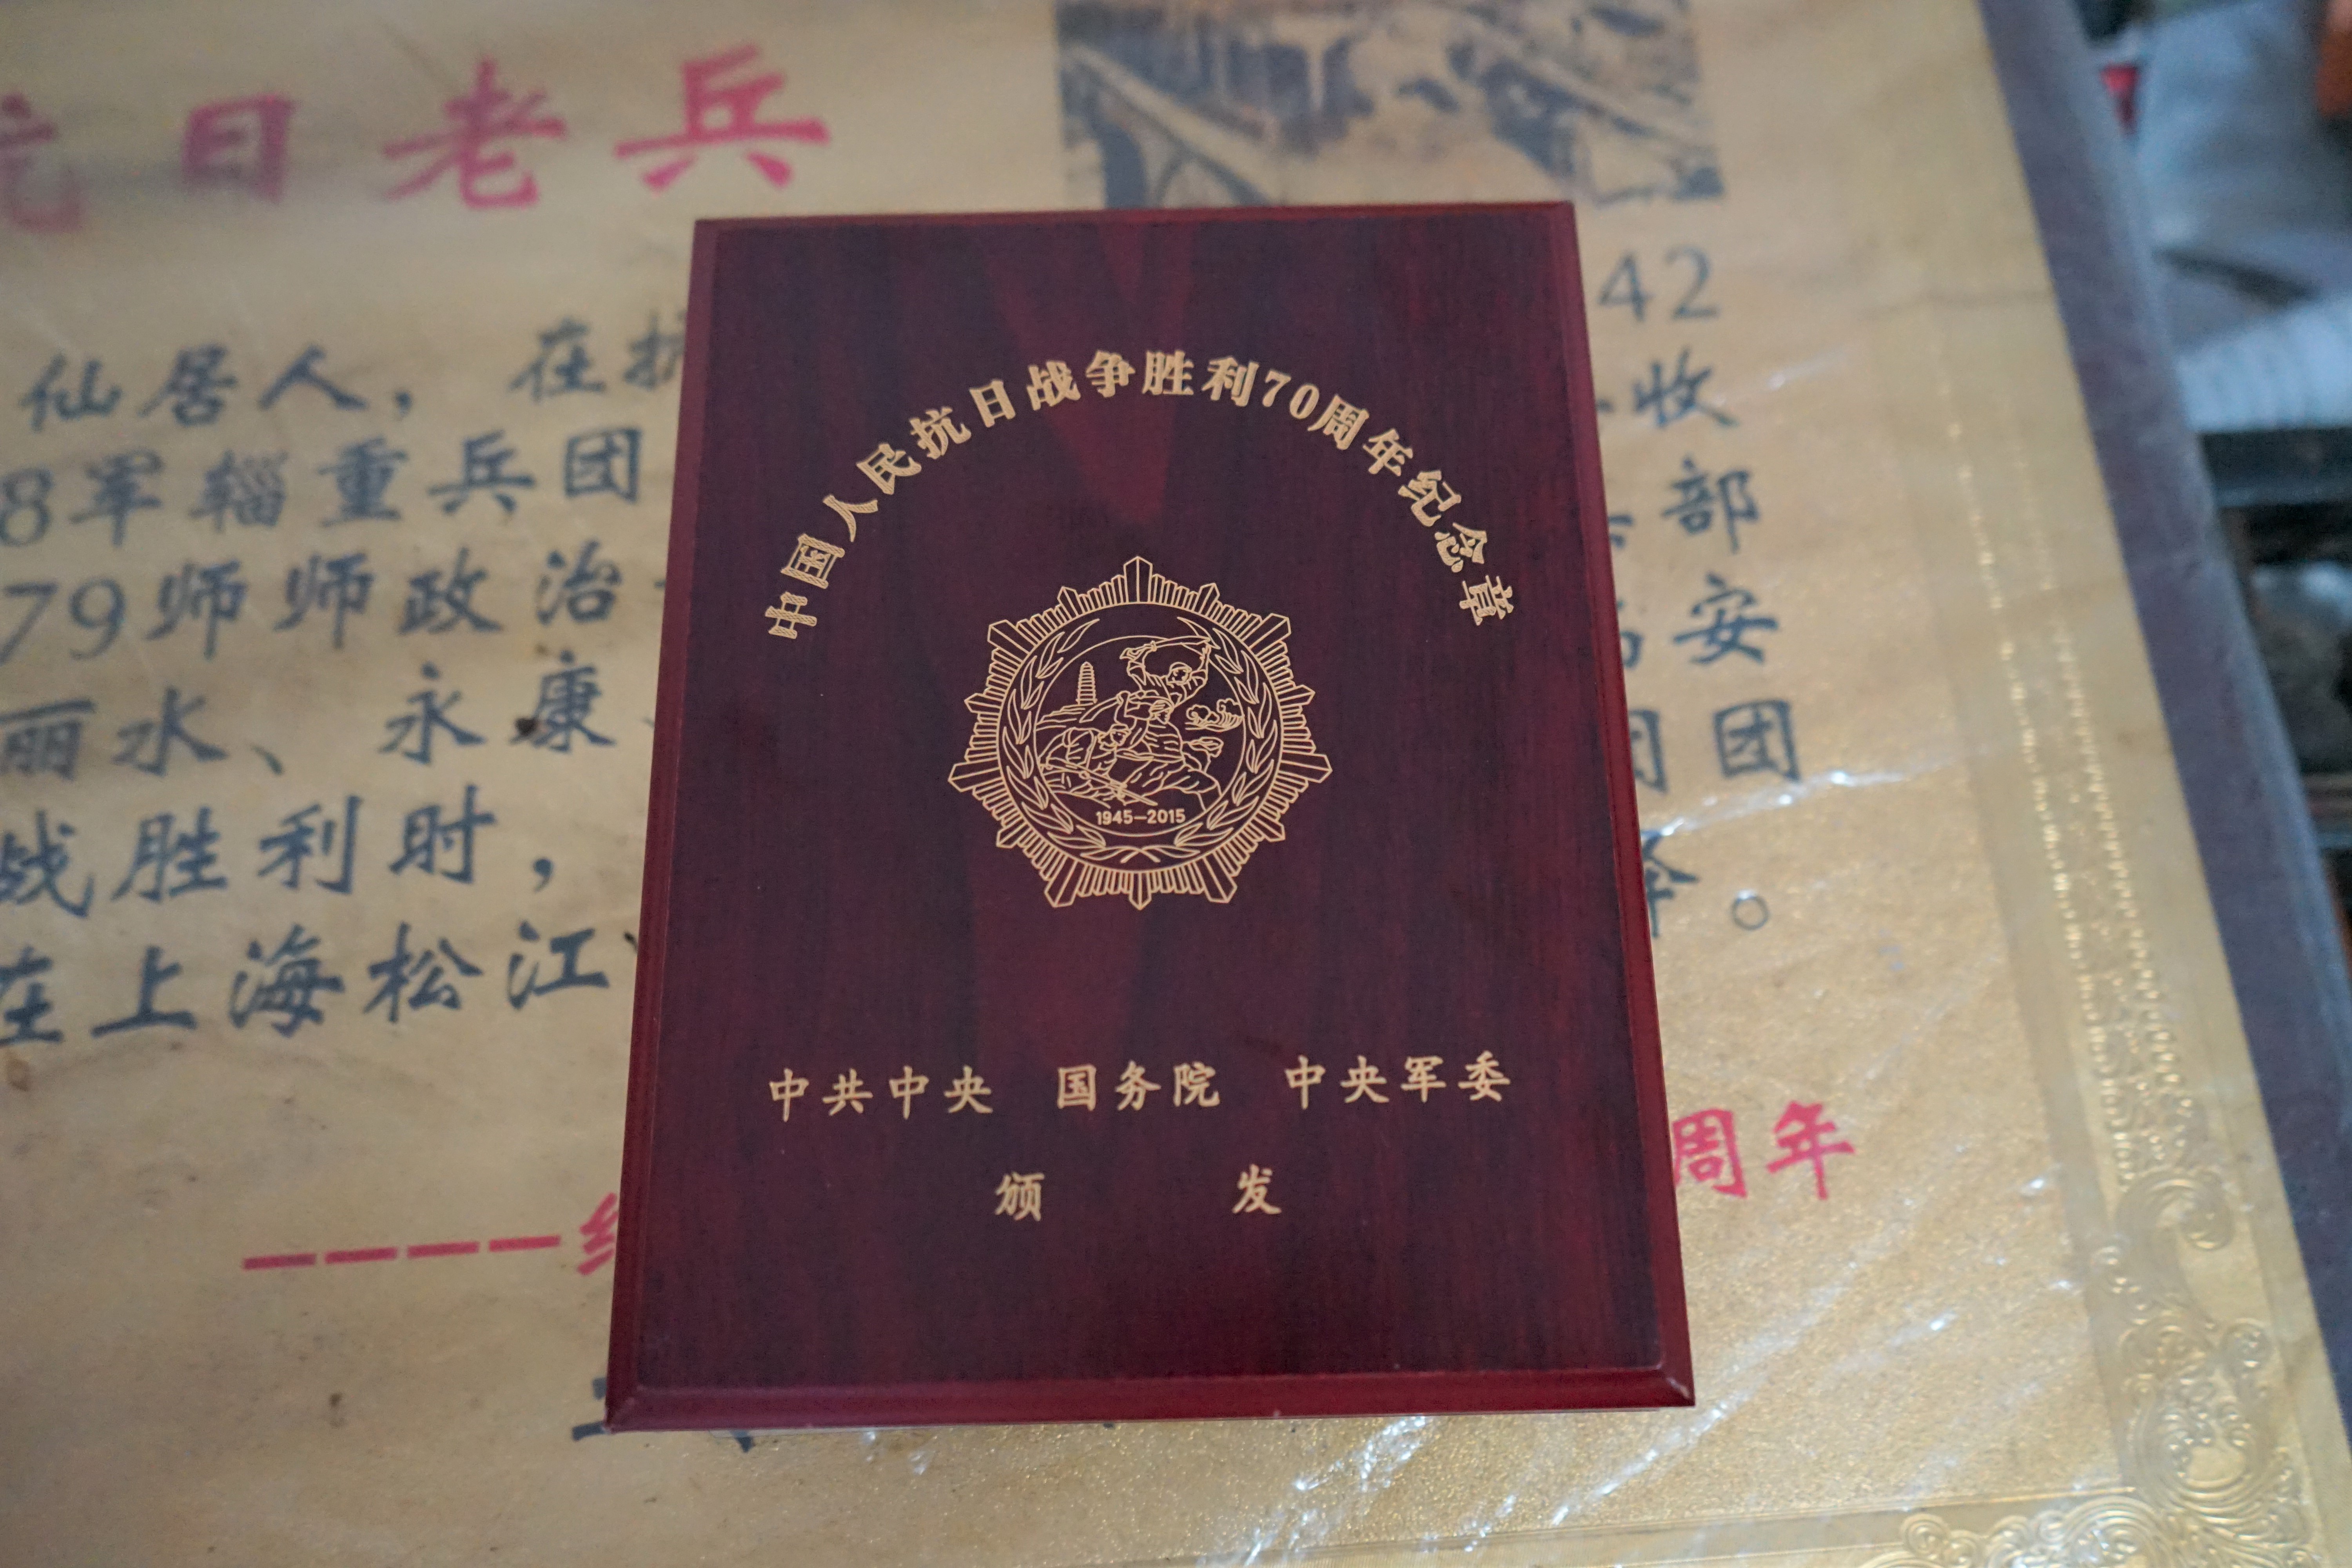 抗日老兵
仙居人，在抗
42
8军辎重兵团
收
79师师政治
部
丽水、永康、
安
战胜利时，
团
在上海松江
。
中国人民抗日战争胜利70周年纪念章
1945—2015
中共中央 国务院 中央军委
颁 发
————纪
周年